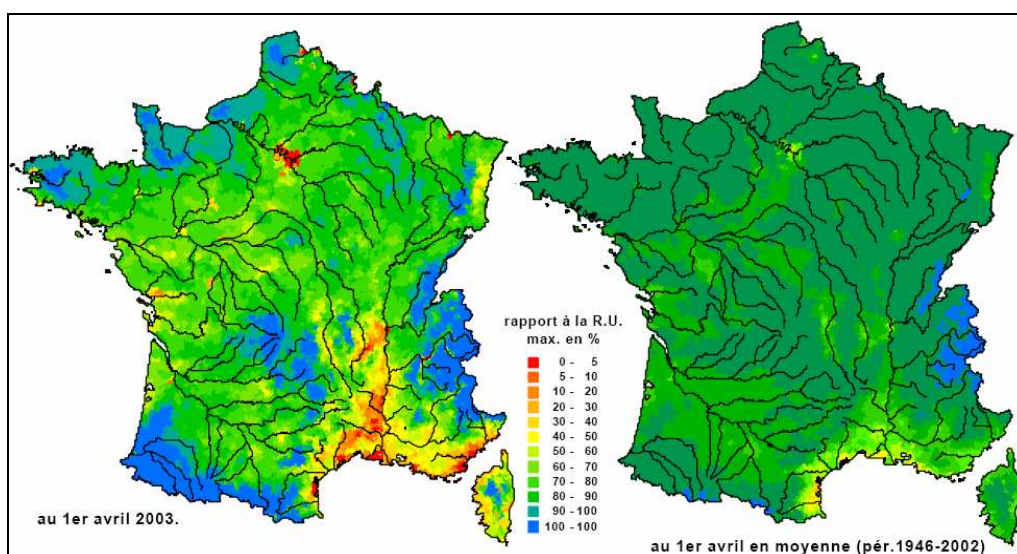 rapport à la R.U.
max. en %
0 - 5
5 - 10
10 - 20
20 - 30
30 - 40
40 - 50
50 - 60
60 - 70
70 - 80
80 - 90
90 - 100
100 - 100
au 1er avril 2003.
au 1er avril en moyenne (pér.1946-2002)